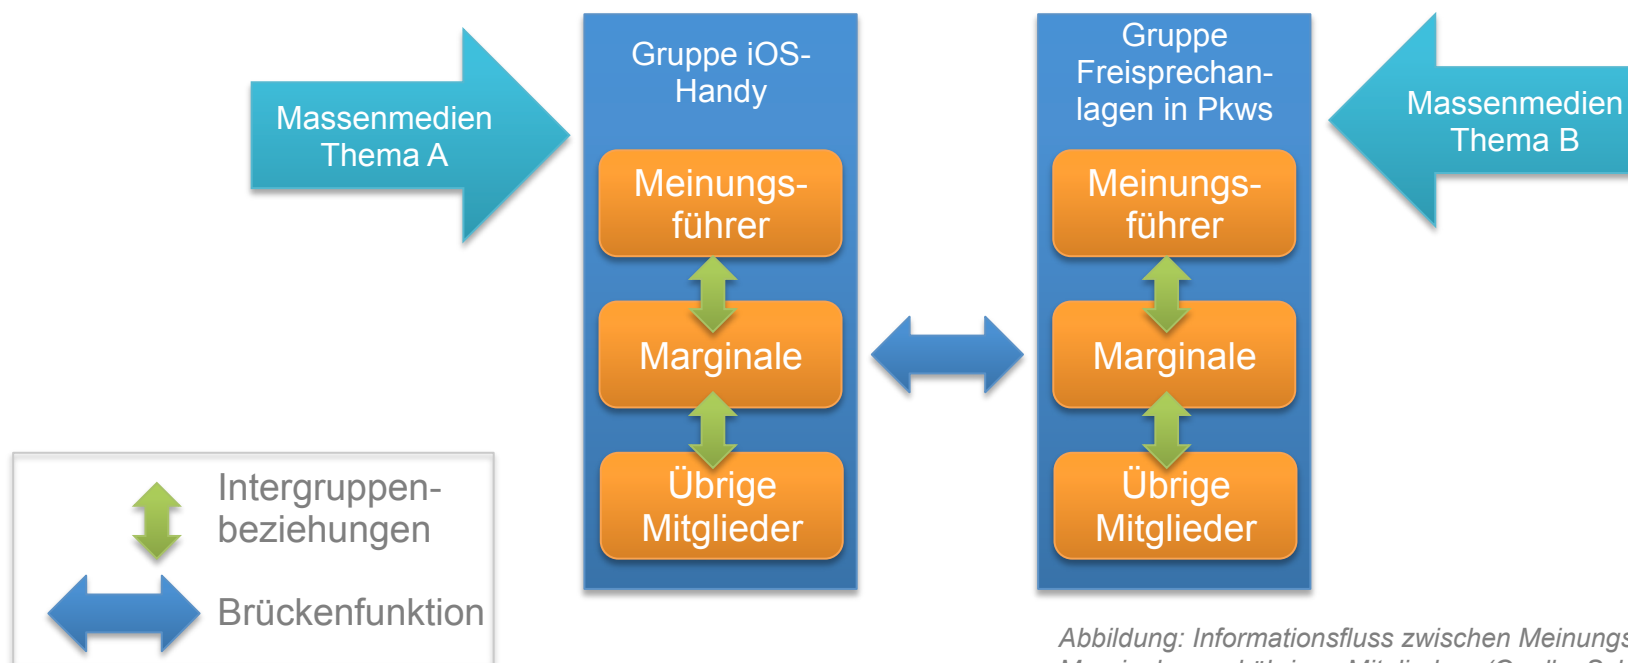 Massenmedien
Thema A
Gruppe iOS-
Handy
Meinungs-
führer
Marginale
Übrige
Mitglieder
Gruppe
Freisprechan-
lagen in Pkws
Meinungs-
führer
Marginale
Übrige
Mitglieder
Massenmedien
Thema B
Intergruppen-
beziehungen
Brückenfunktion
Abbildung: Informationsfluss zwischen Meinungs